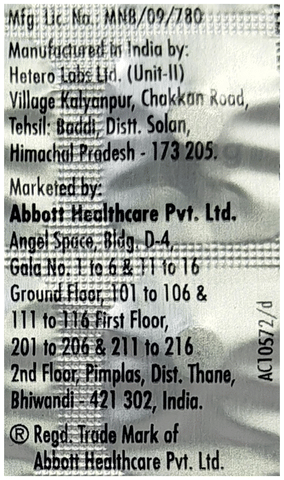 Mfg. Lic. No.: MNB/09/780
Manufactured in India by:
Hetero Labs Ltd. (Unit-II)
Village Kalyanpur, Chakkan Road,
Tehsil: Baddi, Distt. Solan,
Himachal Pradesh - 173 205.
Marketed by:
Abbott Healthcare Pvt. Ltd.
Angel Space, Bldg. D-4,
Gala No. 1 to 6 & 11 to 16
Ground Floor, 101 to 106 &
111 to 116 First Floor,
201 to 206 & 211 to 216
2nd Floor, Pimplas, Dist. Thane,
Bhiwandi - 421 302, India.
® Regd. Trade Mark of
Abbott Healthcare Pvt. Ltd.
AC10572/d